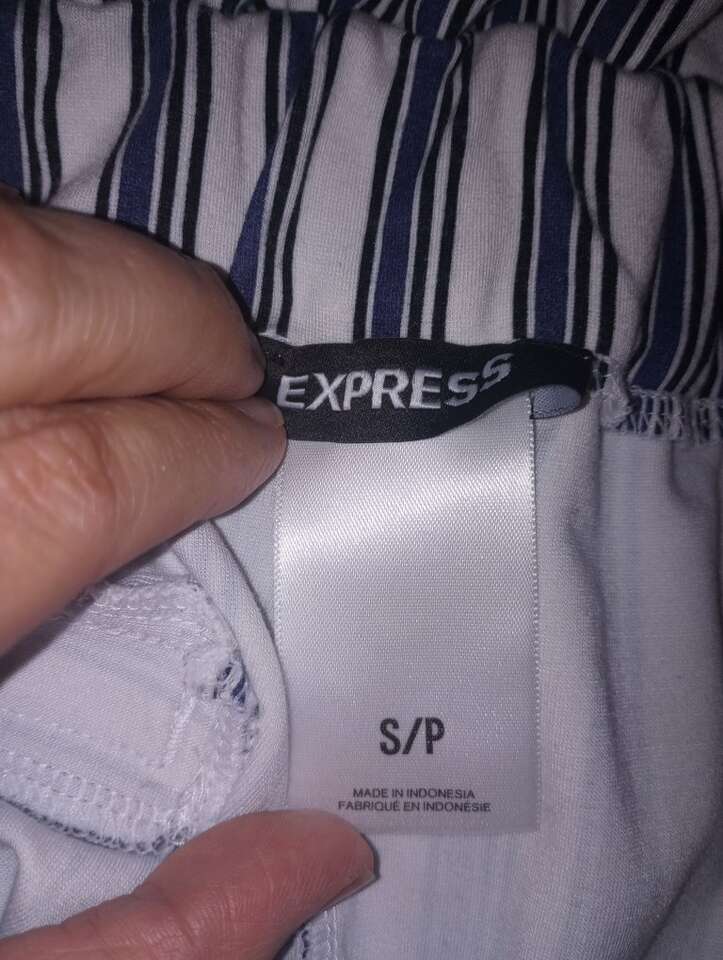 EXPRESS
S/P
MADE IN INDONESIA
FABRIQUÉ EN INDONÉSIE